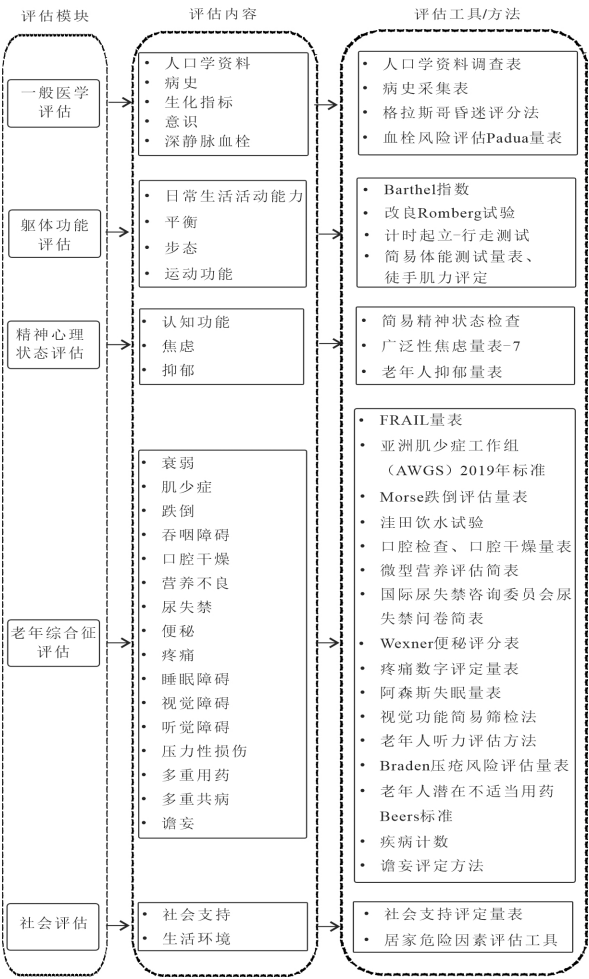 评估模块
评估内容
评估工具/方法
一般医学
评估
• 人口学资料
• 病史
• 生化指标
• 意识
• 深静脉血栓
• 人口学资料调查表
• 病史采集表
• 格拉斯哥昏迷评分法
• 血栓风险评估Padua量表
躯体功能
评估
• 日常生活活动能力
• 平衡
• 步态
• 运动功能
• Barthel指数
• 改良Romberg试验
• 计时起立-行走测试
• 简易体能测试量表、
徒手肌力评定
精神心理
状态评估
• 认知功能
• 焦虑
• 抑郁
• 简易精神状态检查
• 广泛性焦虑量表-7
• 老年人抑郁量表
老年综合征
评估
• 衰弱
• 肌少症
• 跌倒
• 吞咽障碍
• 口腔干燥
• 营养不良
• 尿失禁
• 便秘
• 疼痛
• 睡眠障碍
• 视觉障碍
• 听觉障碍
• 压力性损伤
• 多重用药
• 多重共病
• 谵妄
• FRAIL量表
• 亚洲肌少症工作组
（AWGS）2019年标准
• Morse跌倒评估量表
• 洼田饮水试验
• 口腔检查、口腔干燥量表
• 微型营养评估简表
• 国际尿失禁咨询委员会尿
失禁问卷简表
• Wexner便秘评分表
• 疼痛数字评定量表
• 阿森斯失眠量表
• 视觉功能简易筛检法
• 老年人听力评估方法
• Braden压疮风险评估量表
• 老年人潜在不适当用药
Beers标准
• 疾病计数
• 谵妄评定方法
社会评估
• 社会支持
• 生活环境
• 社会支持评定量表
• 居家危险因素评估工具